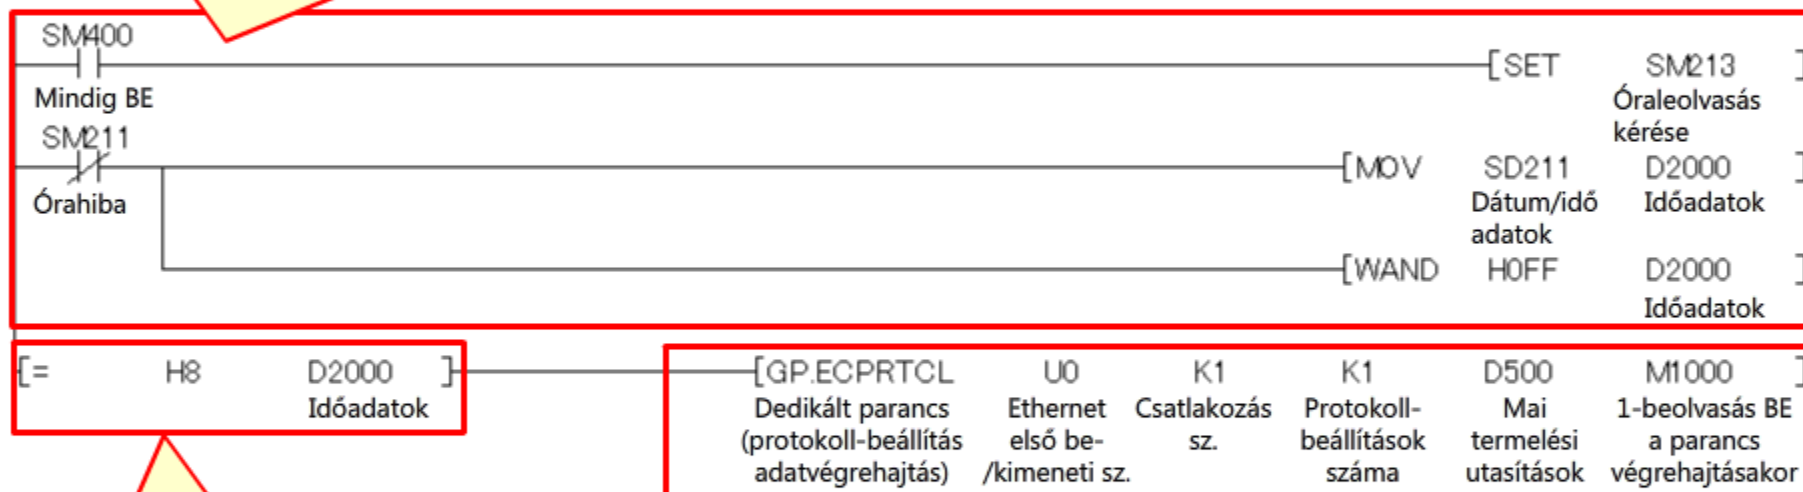 SM400
[SET SM213 ]
Mindig BE Óraleolvasás
kérése
SM211
[MOV SD211 D2000 ]
Órahiba Dátum/idő Időadatok
adatok
[WAND H0FF D2000 ]
Időadatok
[= H8 D2000 ] [GP.ECPRTCL U0 K1 K1 D500 M1000 ]
Időadatok Dedikált parancs Ethernet Csatlakozás Protokoll- Mai 1-beolvasás BE
(protokoll-beállítás első be- sz. beállítások termelési a parancs
adatvégrehajtás) /kimeneti sz. száma utasítások végrehajtásakor